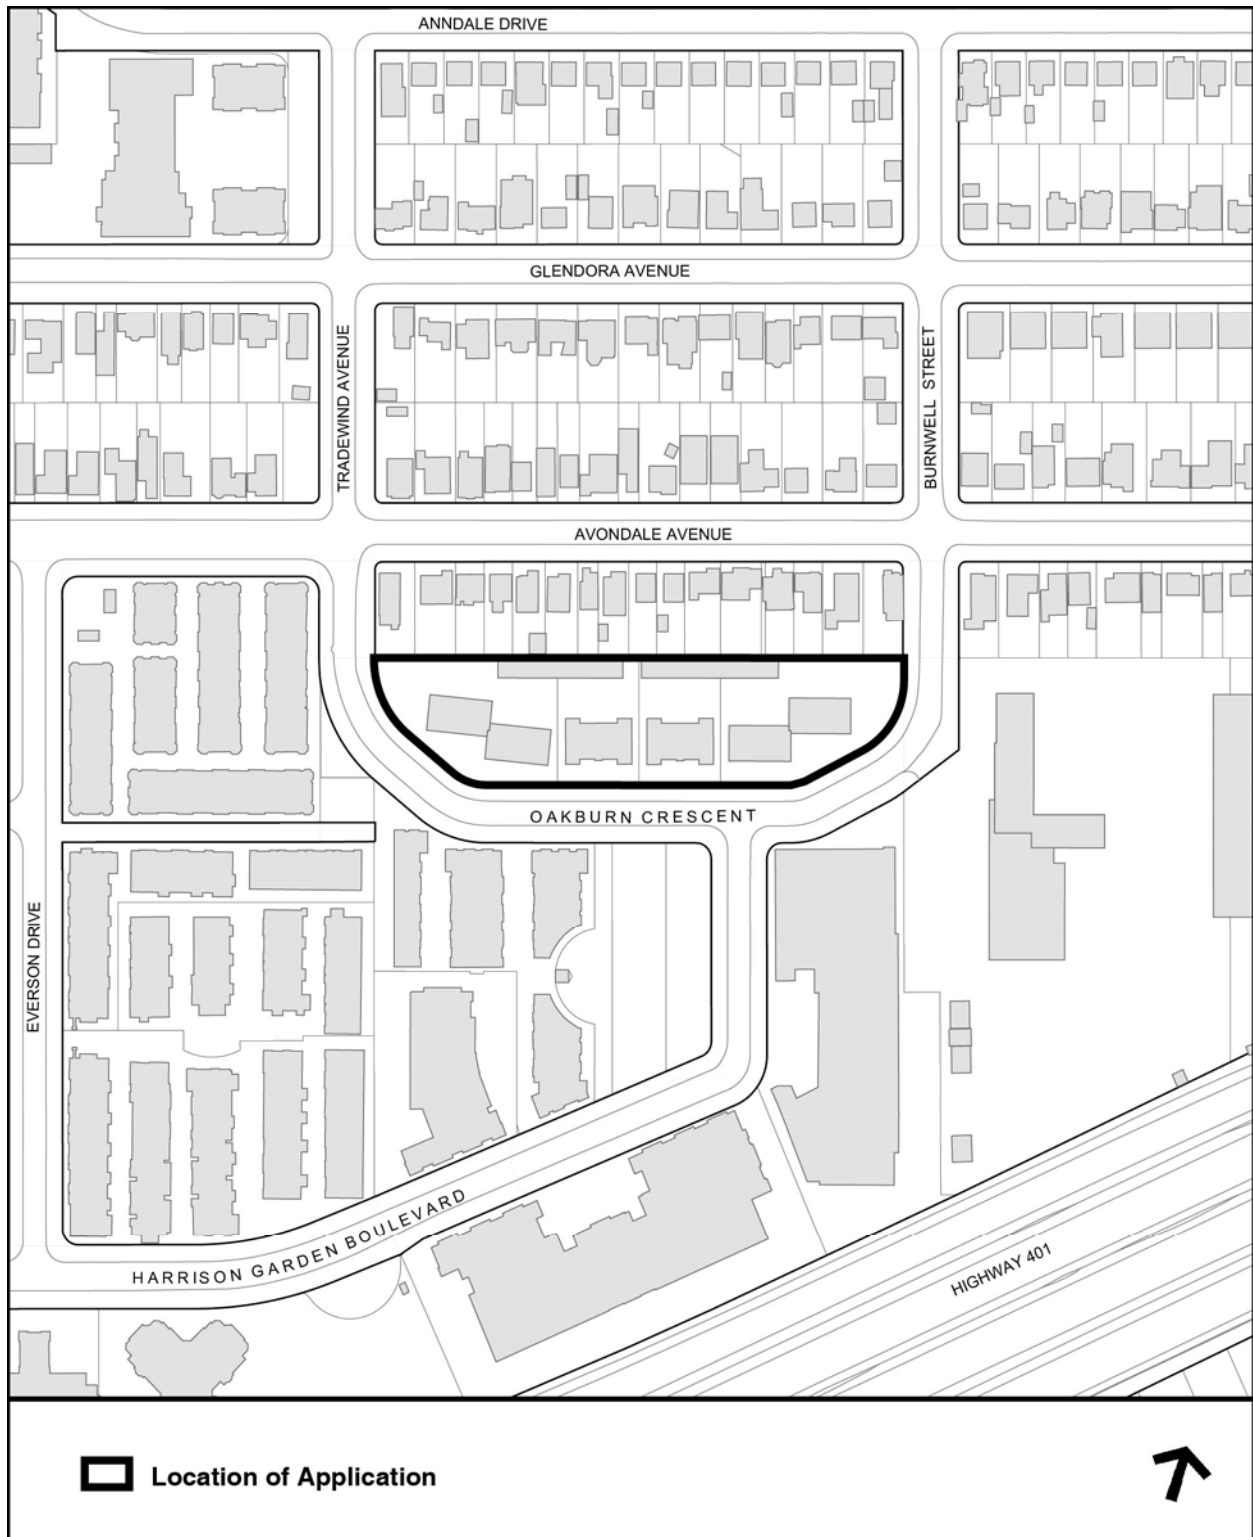 ANNDALE DRIVE
GLENDORA AVENUE
TRADEWIND AVENUE
BURNWELL STREET
AVONDALE AVENUE
OAKBURN CRESCENT
EVERSON DRIVE
HARRISON GARDEN BOULEVARD
HIGHWAY 401
Location of Application